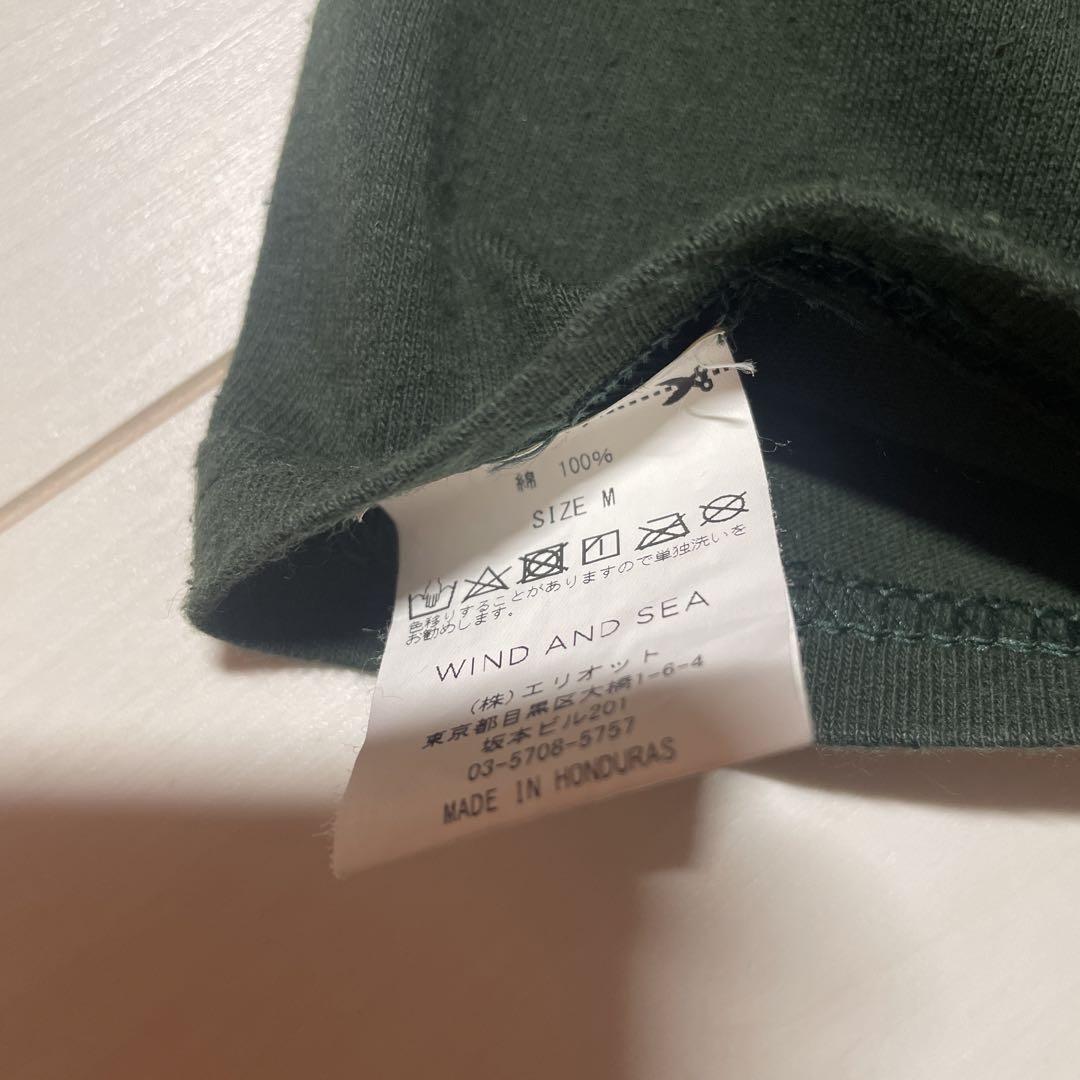 綿 100%
SIZE M
色移りすることがありますので単独洗いを
お勧めします。
WIND AND SEA
(株)エリオット
東京都目黒区大橋1-6-4
坂本ビル201
03-5708-5757
MADE IN HONDURAS